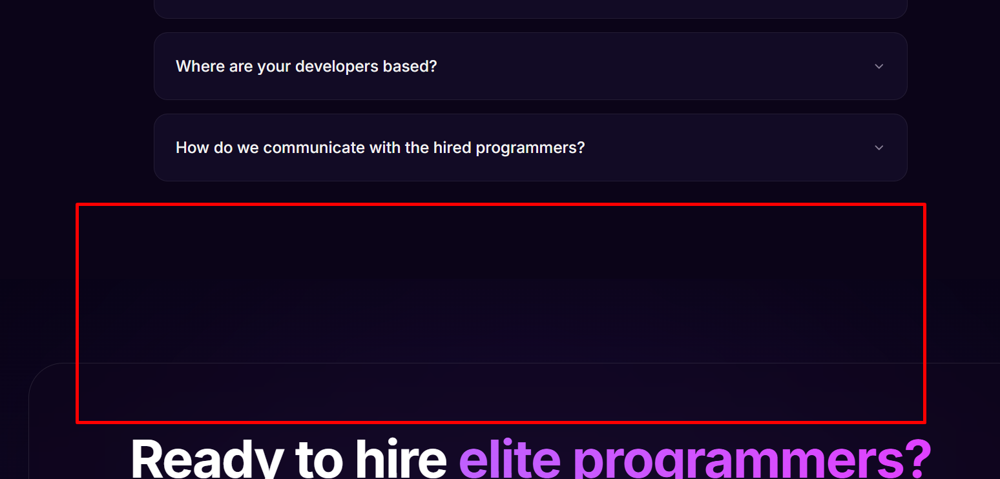 Where are your developers based?
How do we communicate with the hired programmers?
Ready to hire elite programmers?